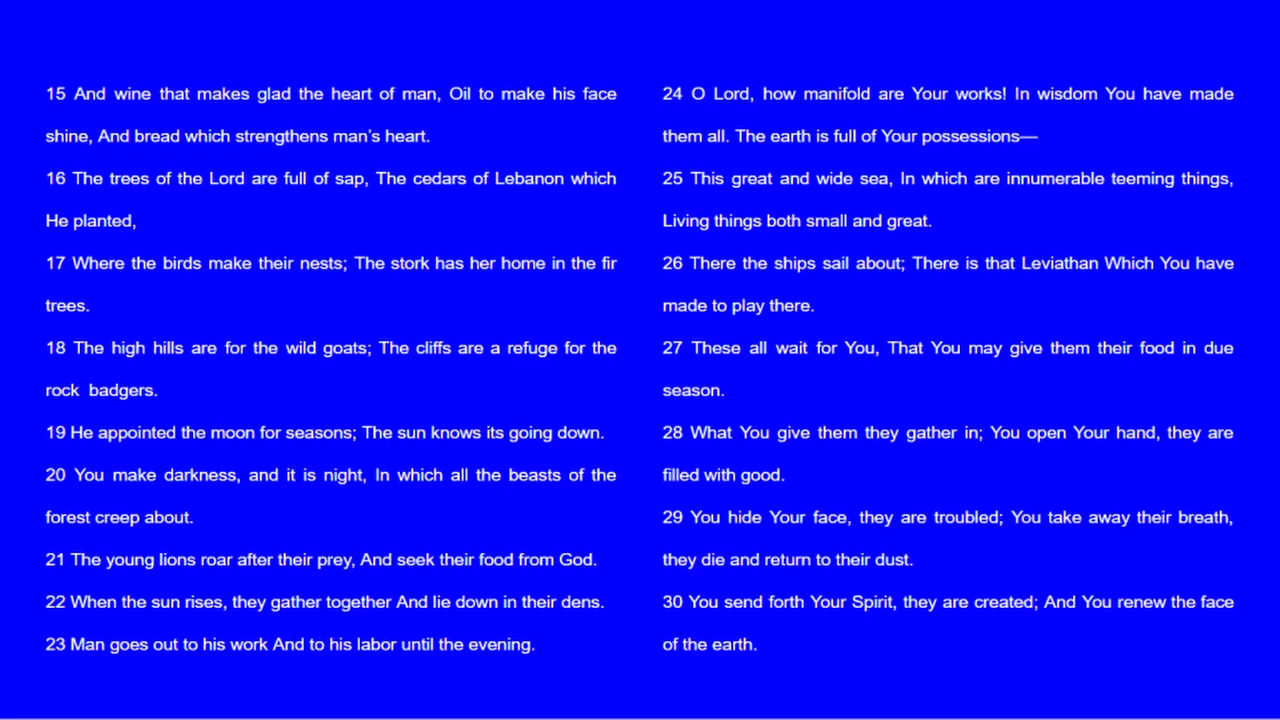 15 And wine that makes glad the heart of man, Oil to make his face
shine, And bread which strengthens man’s heart.
16 The trees of the Lord are full of sap, The cedars of Lebanon which
He planted,
17 Where the birds make their nests; The stork has her home in the fir
trees.
18 The high hills are for the wild goats; The cliffs are a refuge for the
rock badgers.
19 He appointed the moon for seasons; The sun knows its going down.
20 You make darkness, and it is night, In which all the beasts of the
forest creep about.
21 The young lions roar after their prey, And seek their food from God.
22 When the sun rises, they gather together And lie down in their dens.
23 Man goes out to his work And to his labor until the evening.
24 O Lord, how manifold are Your works! In wisdom You have made
them all. The earth is full of Your possessions—
25 This great and wide sea, In which are innumerable teeming things,
Living things both small and great.
26 There the ships sail about; There is that Leviathan Which You have
made to play there.
27 These all wait for You, That You may give them their food in due
season.
28 What You give them they gather in; You open Your hand, they are
filled with good.
29 You hide Your face, they are troubled; You take away their breath,
they die and return to their dust.
30 You send forth Your Spirit, they are created; And You renew the face
of the earth.